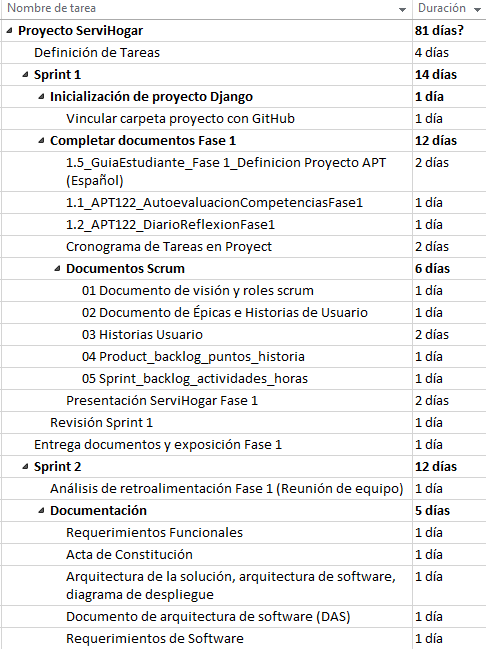 Nombre de tarea Duración
Proyecto ServiHogar 81 días?
Definición de Tareas 4 días
Sprint 1 14 días
Inicialización de proyecto Django 1 día
Vincular carpeta proyecto con GitHub 1 día
Completar documentos Fase 1 12 días
1.5_GuiaEstudiante_Fase 1_Definicion Proyecto APT 2 días
(Español)
1.1_APT122_AutoevaluacionCompetenciasFase1 1 día
1.2_APT122_DiarioReflexionFase1 1 día
Cronograma de Tareas en Proyect 2 días
Documentos Scrum 6 días
01 Documento de visión y roles scrum 1 día
02 Documento de Épicas e Historias de Usuario 1 día
03 Historias Usuario 2 días
04 Product_backlog_puntos_historia 1 día
05 Sprint_backlog_actividades_horas 1 día
Presentación ServiHogar Fase 1 2 días
Revisión Sprint 1 1 día
Entrega documentos y exposición Fase 1 1 día
Sprint 2 12 días
Análisis de retroalimentación Fase 1 (Reunión de equipo) 1 día
Documentación 5 días
Requerimientos Funcionales 1 día
Acta de Constitución 1 día
Arquitectura de la solución, arquitectura de software, 1 día
diagrama de despliegue
Documento de arquitectura de software (DAS) 1 día
Requerimientos de Software 1 día